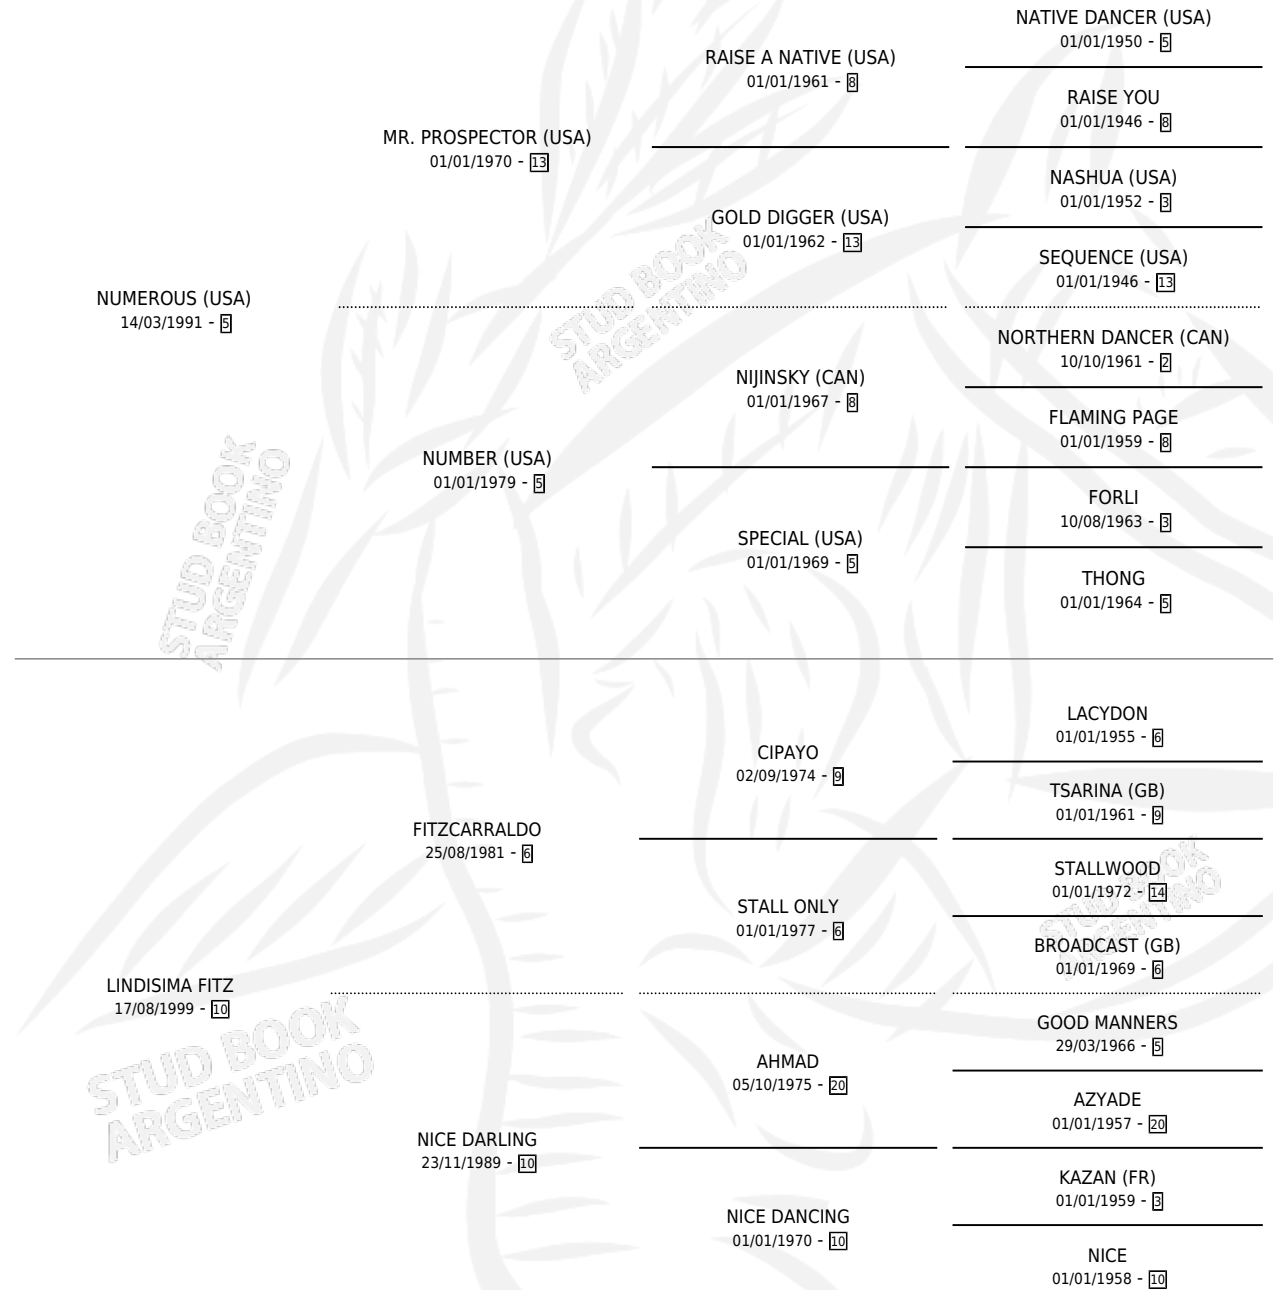 NATIVE DANCER (USA)
01/01/1950 - 5
RAISE A NATIVE (USA)
01/01/1961 - 8
RAISE YOU
01/01/1946 - 8
MR. PROSPECTOR (USA)
01/01/1970 - 13
NASHUA (USA)
01/01/1952 - 3
GOLD DIGGER (USA)
01/01/1962 - 13
SEQUENCE (USA)
01/01/1946 - 13
NUMEROUS (USA)
14/03/1991 - 5
STUD BOOK
ARGENTINO
NORTHERN DANCER (CAN)
10/10/1961 - 2
NIJINSKY (CAN)
01/01/1967 - 8
FLAMING PAGE
01/01/1959 - 8
NUMBER (USA)
01/01/1979 - 5
FORLI
10/08/1963 - 3
SPECIAL (USA)
01/01/1969 - 5
THONG
01/01/1964 - 5
STUD BOOK
ARGENTINO
LACYDON
01/01/1955 - 6
CIPAYO
02/09/1974 - 9
TSARINA (GB)
01/01/1961 - 9
FITZCARRALDO
25/08/1981 - 6
STALLWOOD
01/01/1972 - 14
STALL ONLY
01/01/1977 - 6
BROADCAST (GB)
01/01/1969 - 6
STUD BOOK
ARGENTINO
LINDISIMA FITZ
17/08/1999 - 10
GOOD MANNERS
29/03/1966 - 5
AHMAD
05/10/1975 - 20
AZYADE
01/01/1957 - 20
STUD BOOK
ARGENTINO
NICE DARLING
23/11/1989 - 10
KAZAN (FR)
01/01/1959 - 3
NICE DANCING
01/01/1970 - 10
NICE
01/01/1958 - 10